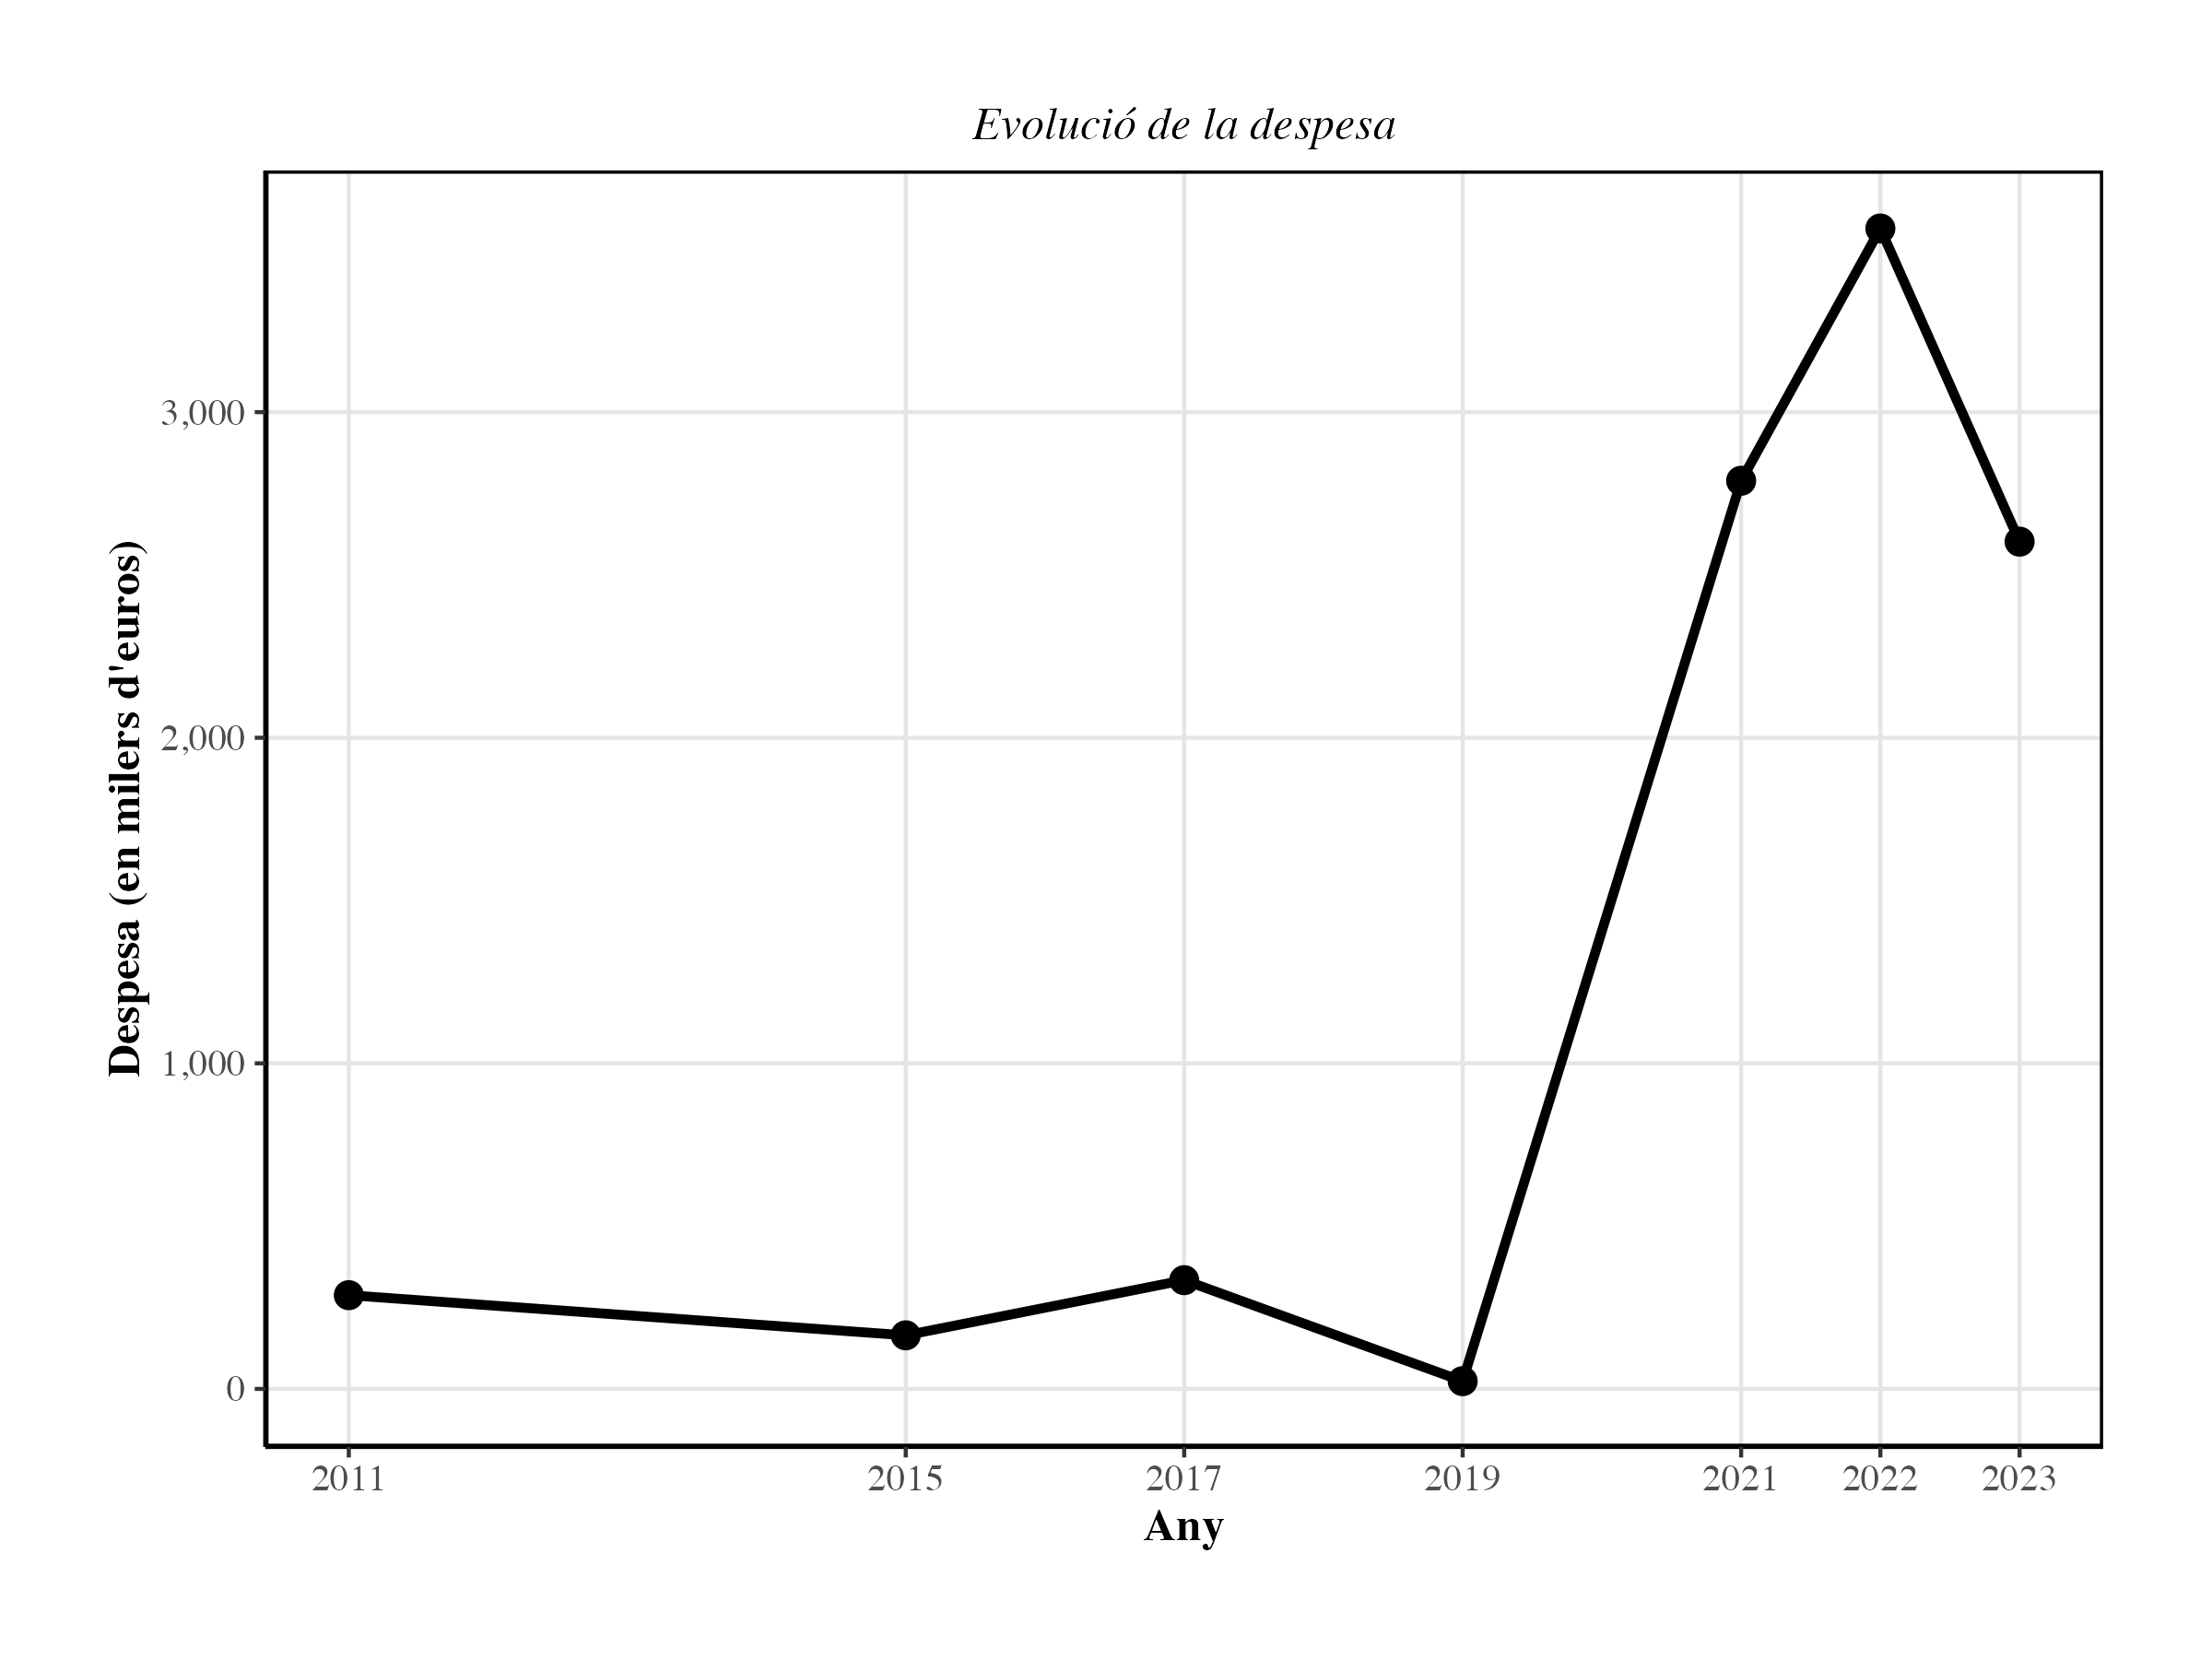 Evolució de la despesa
Despesa (en milers d'euros)
3,000
2,000
1,000
0
2011 2015 2017 2019 2021 2022 2023
Any